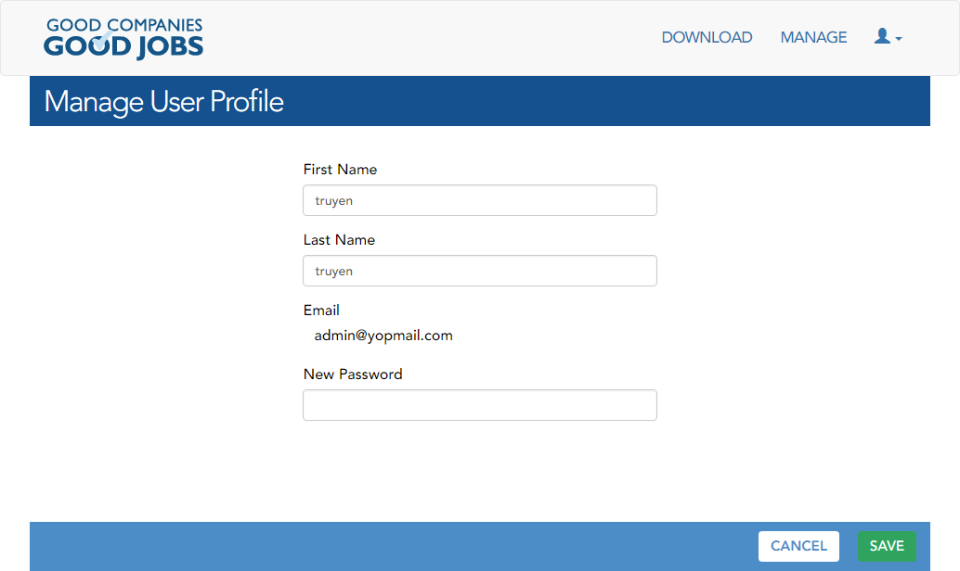 GOOD COMPANIES
GOOD JOBS
DOWNLOAD
MANAGE
Manage User Profile
First Name
truyen
Last Name
truyen
Email
admin@yopmail.com
New Password
CANCEL
SAVE